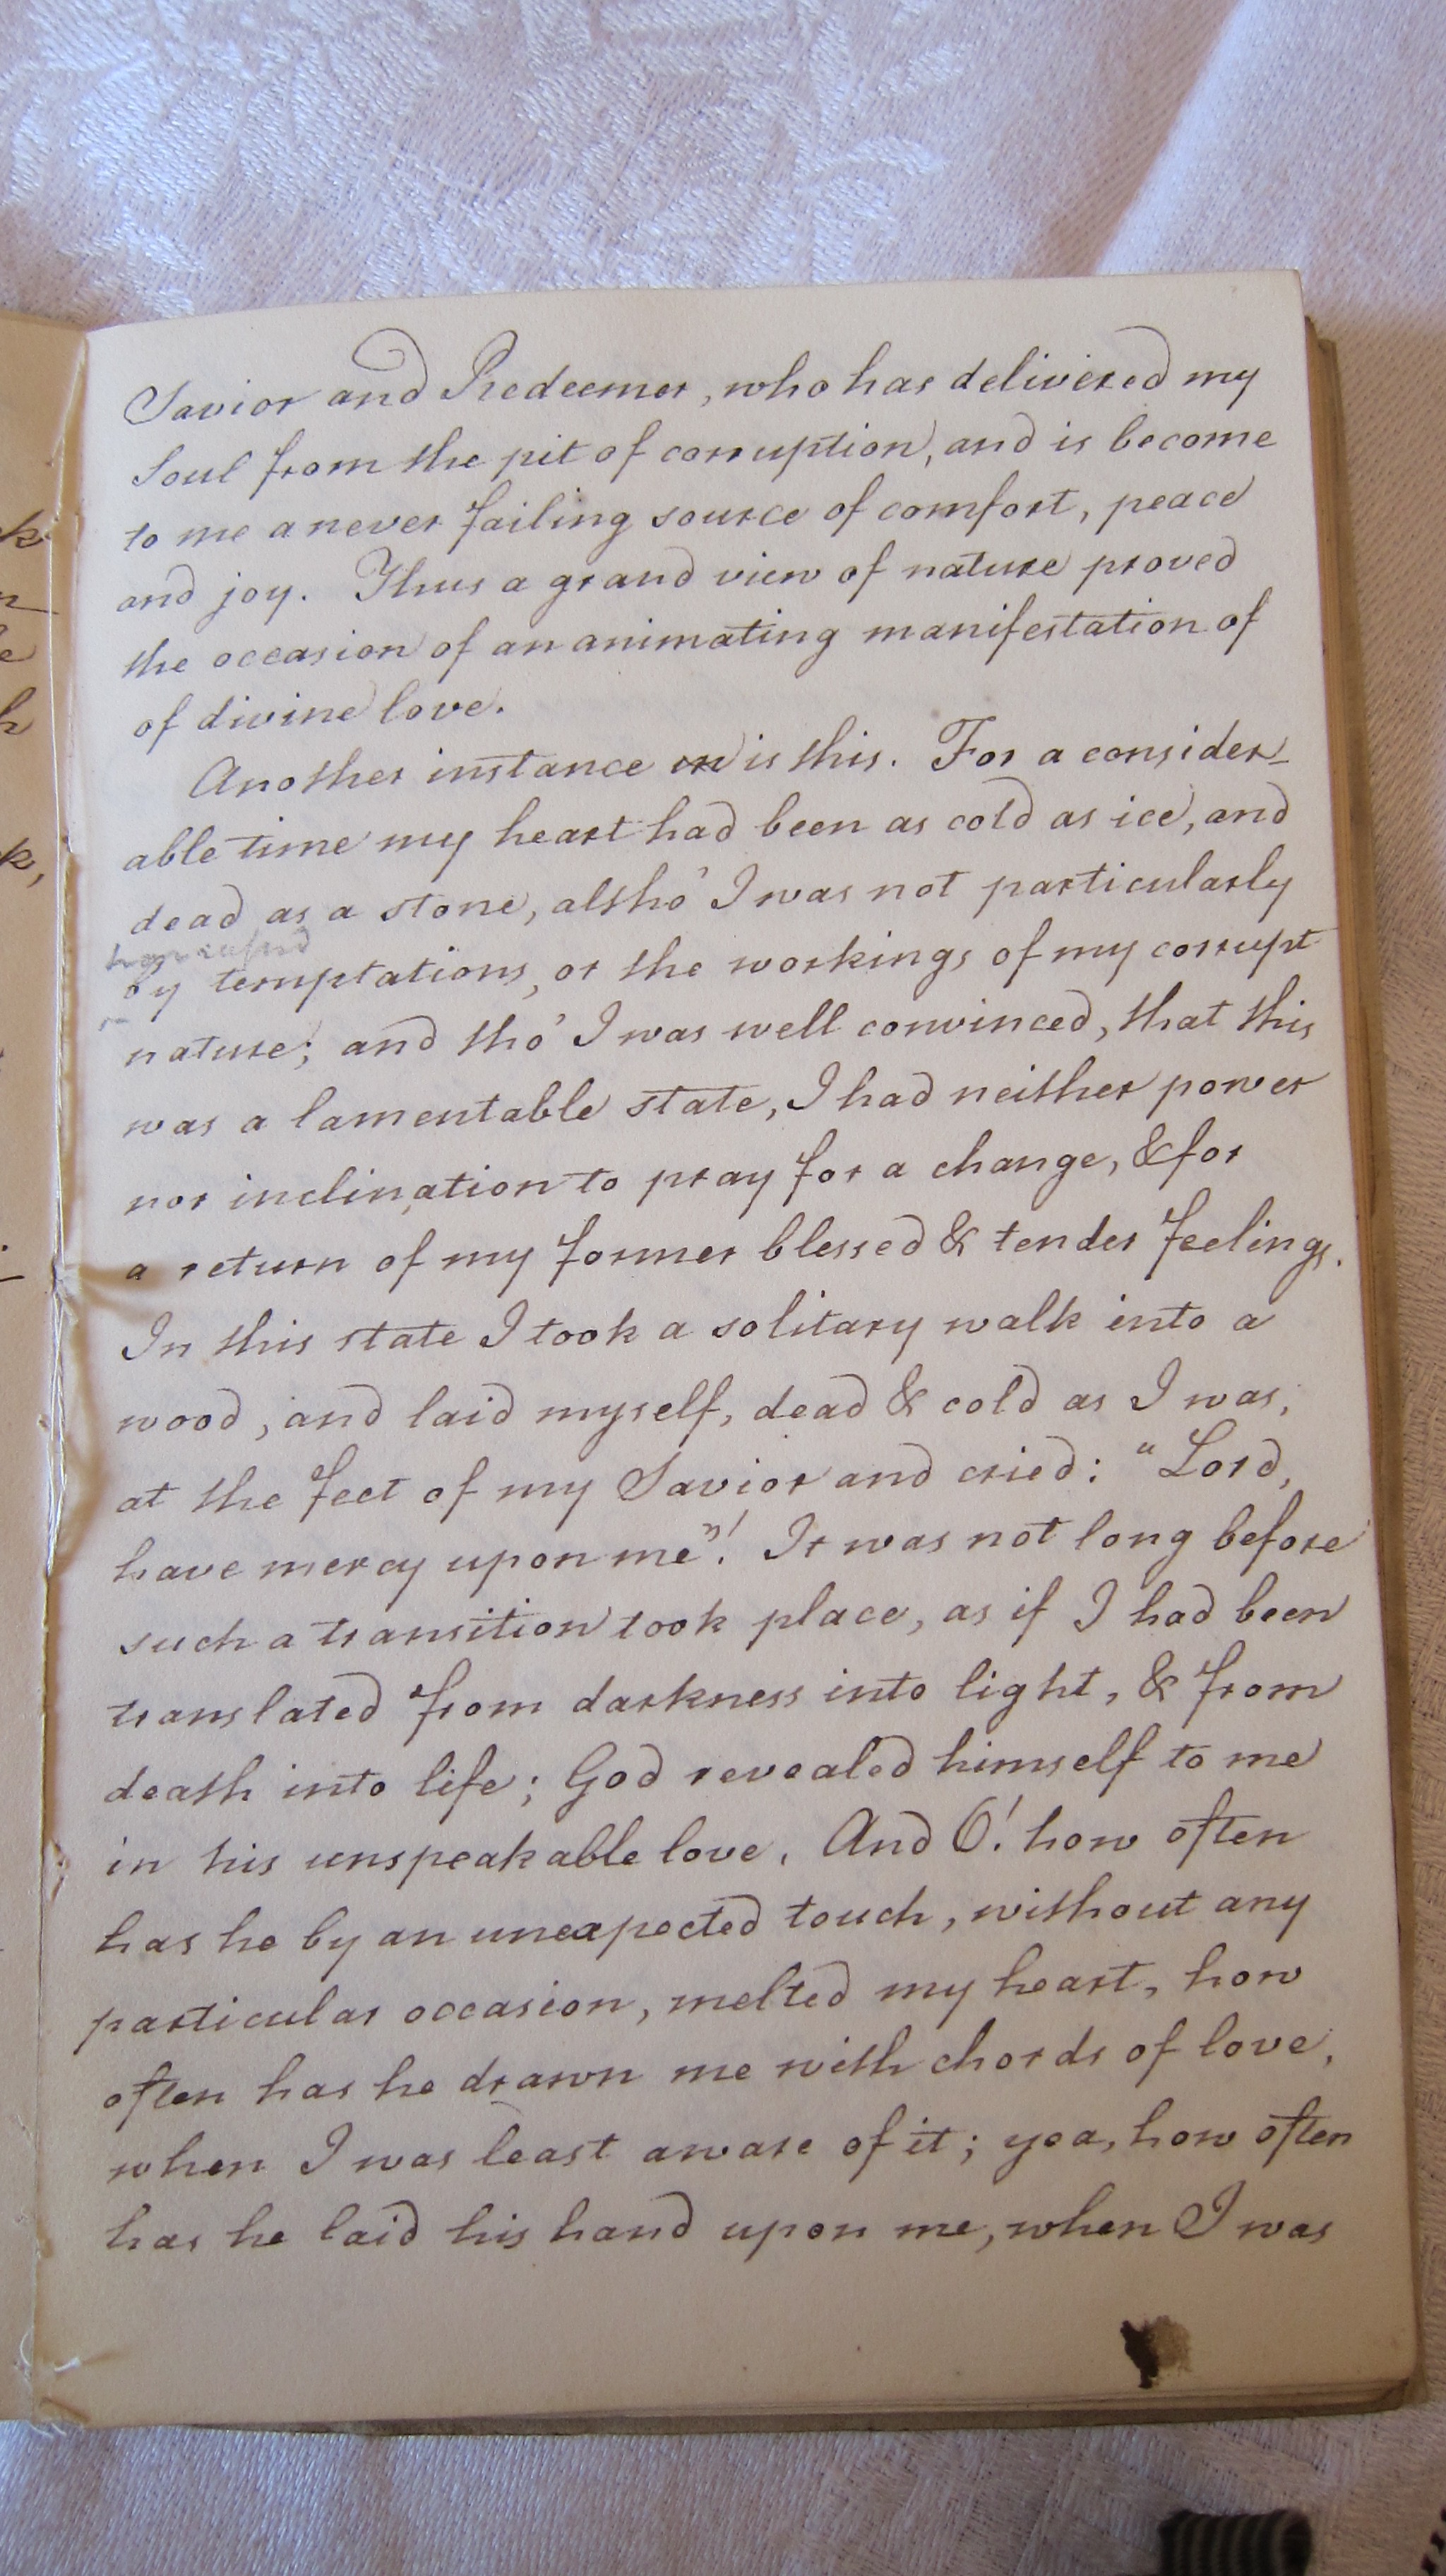 Savior and Redeemer, who has delivered my
Soul from the pit of corruption, and is become
to me a never failing source of comfort, peace
and joy. Thus a grand view of nature proved
the occasion of an animating manifestation of
of divine love.
Another instance in is this. For a consider-
able time my heart had been as cold as ice, and
dead as a stone, altho' I was not particularly
by temptations, or the workings of my corrupt
nature; and tho' I was well convinced, that this
was a lamentable state, I had neither power
nor inclination to pray for a change, & for
a return of my former blessed & tender feelings.
In this state I took a solitary walk into a
wood, and laid myself, dead & cold as I was,
at the feet of my Savior and cried: "Lord,
have mercy upon me"! It was not long before
such a transition took place, as if I had been
translated from darkness into light, & from
death into life; God revealed himself to me
in his unspeakable love. And O! how often
has he by an unexpected touch, without any
particular occasion, melted my heart, how
often has he drawn me with chords of love,
when I was least aware of it; yea, how often
has he laid his hand upon me, when I was